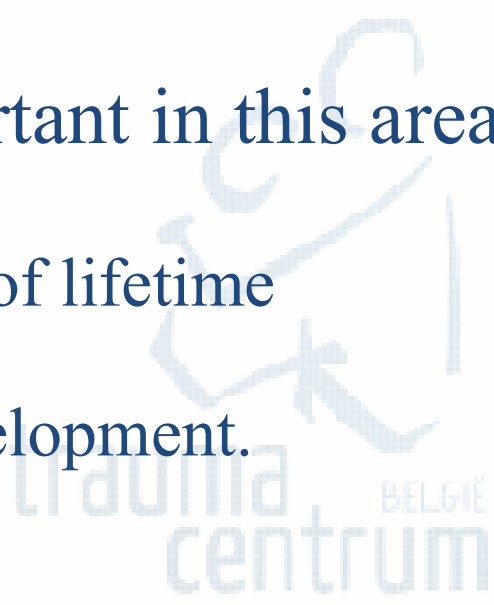 rtant in this area
of lifetime
elopment.
trauma
BELGIË
centrum